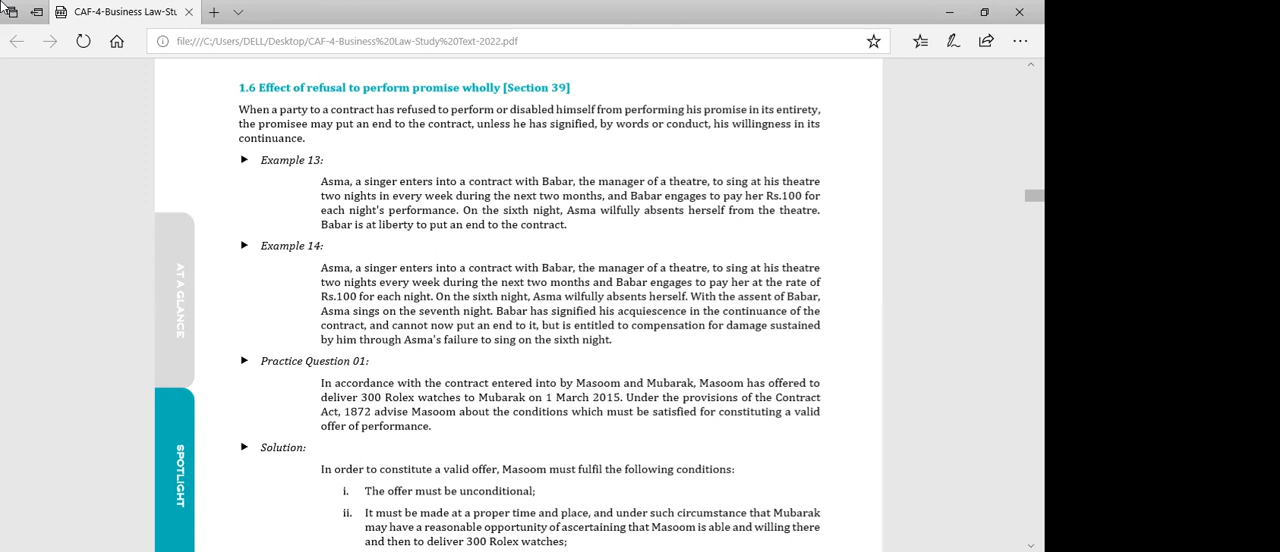 CAF-4-Business Law-Stu
file:///C:/Users/DELL/Desktop/CAF-4-Business%20Law-Study%20Text-2022.pdf
1.6 Effect of refusal to perform promise wholly [Section 39]
When a party to a contract has refused to perform or disabled himself from performing his promise in its entirety,
the promisee may put an end to the contract, unless he has signified, by words or conduct, his willingness in its
continuance.
Example 13:
Asma, a singer enters into a contract with Babar, the manager of a theatre, to sing at his theatre
two nights in every week during the next two months, and Babar engages to pay her Rs.100 for
each night's performance. On the sixth night, Asma wilfully absents herself from the theatre.
Babar is at liberty to put an end to the contract.
Example 14:
Asma, a singer enters into a contract with Babar, the manager of a theatre, to sing at his theatre
two nights every week during the next two months and Babar engages to pay her at the rate of
Rs.100 for each night. On the sixth night, Asma wilfully absents herself. With the assent of Babar,
Asma sings on the seventh night. Babar has signified his acquiescence in the continuance of the
contract, and cannot now put an end to it, but is entitled to compensation for damage sustained
by him through Asma's failure to sing on the sixth night.
Practice Question 01:
In accordance with the contract entered into by Masoom and Mubarak, Masoom has offered to
deliver 300 Rolex watches to Mubarak on 1 March 2015. Under the provisions of the Contract
Act, 1872 advise Masoom about the conditions which must be satisfied for constituting a valid
offer of performance.
Solution:
In order to constitute a valid offer, Masoom must fulfil the following conditions:
i. The offer must be unconditional;
ii. It must be made at a proper time and place, and under such circumstance that Mubarak
may have a reasonable opportunity of ascertaining that Masoom is able and willing there
and then to deliver 300 Rolex watches;
AT A GLANCE
SPOTLIGHT